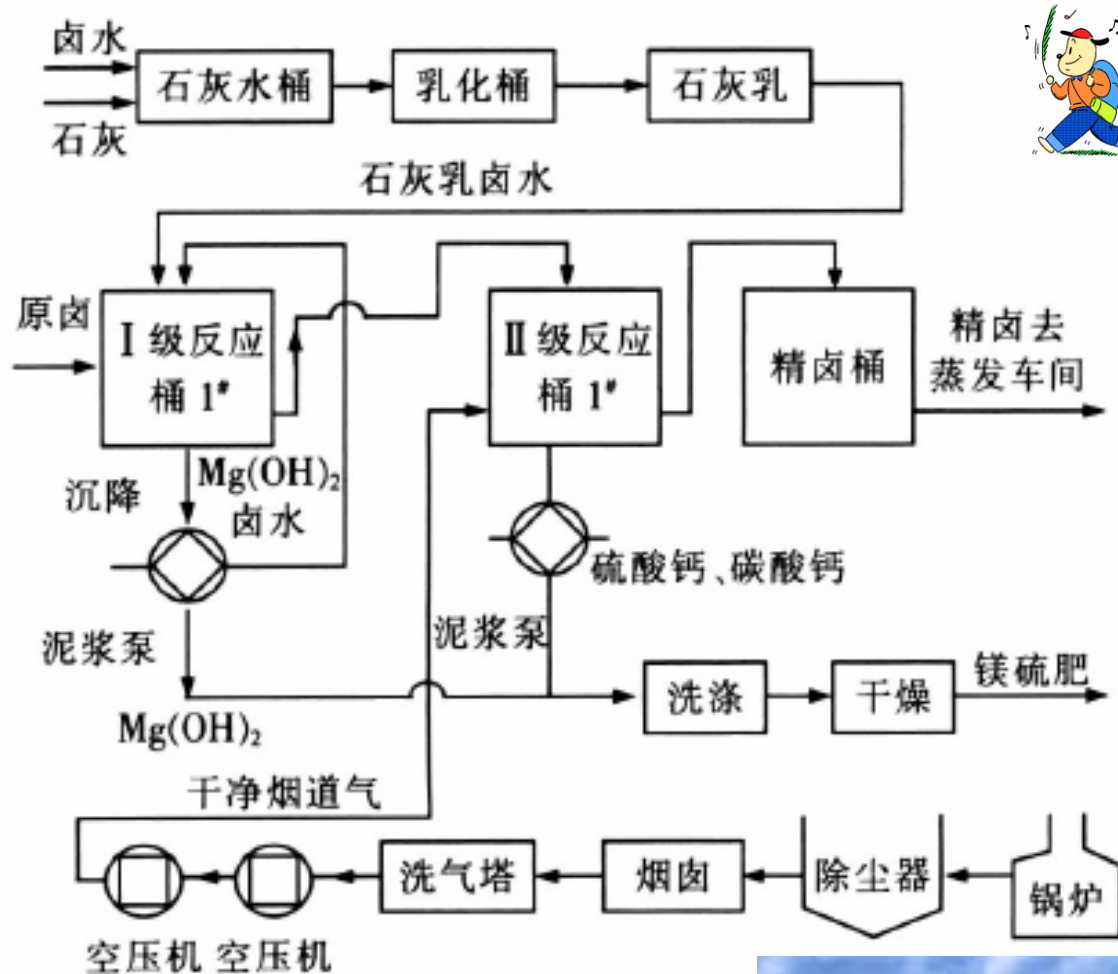 卤水
石灰
石灰水桶
乳化桶
石灰乳
石灰乳卤水
原卤
I 级反应
桶 1#
II 级反应
桶 1#
精卤桶
精卤去
蒸发车间
沉降
Mg(OH)₂
卤水
硫酸钙、碳酸钙
泥浆泵
泥浆泵
Mg(OH)₂
洗涤
干燥
镁硫肥
干净烟道气
洗气塔
烟囱
除尘器
锅炉
空压机
空压机